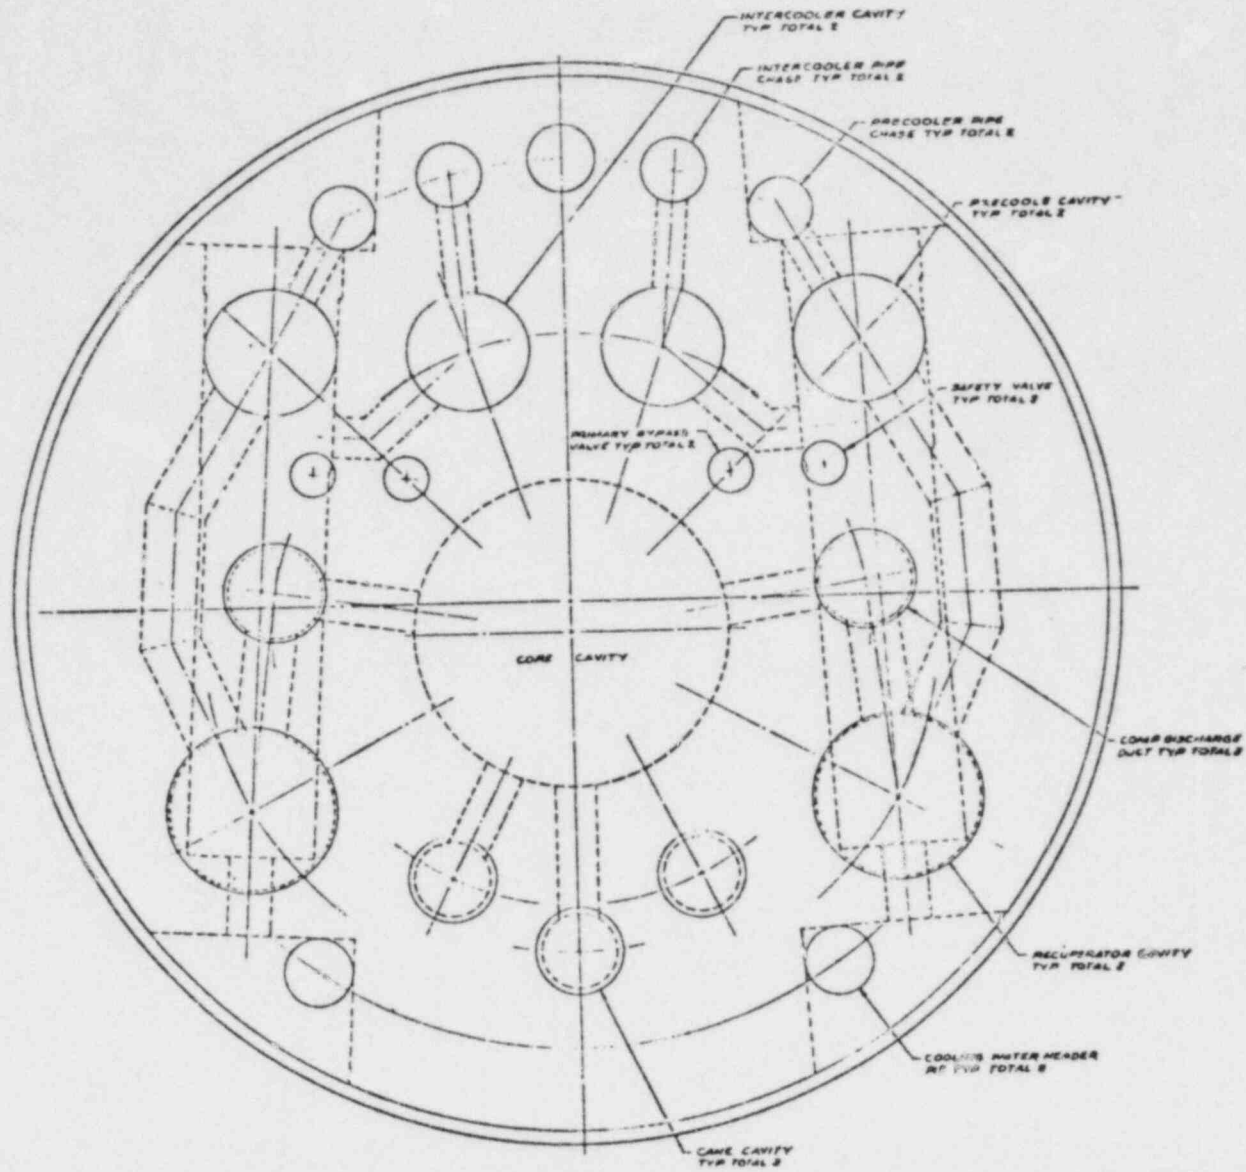 INTERCOOLER CAVITY
TYP TOTAL 2
INTERCOOLER PIPE
CHASE TYP TOTAL 2
PRECOOLER PIPE
CHASE TYP TOTAL 2
PRECOOLE CAVITY
TYP TOTAL 2
SAFETY VALVE
TYP TOTAL 2
PRIMARY BYPASS
VALVE TYP TOTAL 2
CORE CAVITY
COMP DISCHARGE
DUCT TYP TOTAL 2
RECUPERATOR CAVITY
TYP TOTAL 2
COOLING WATER HEADER
TYP TOTAL
CAVITY
TYP TOTAL